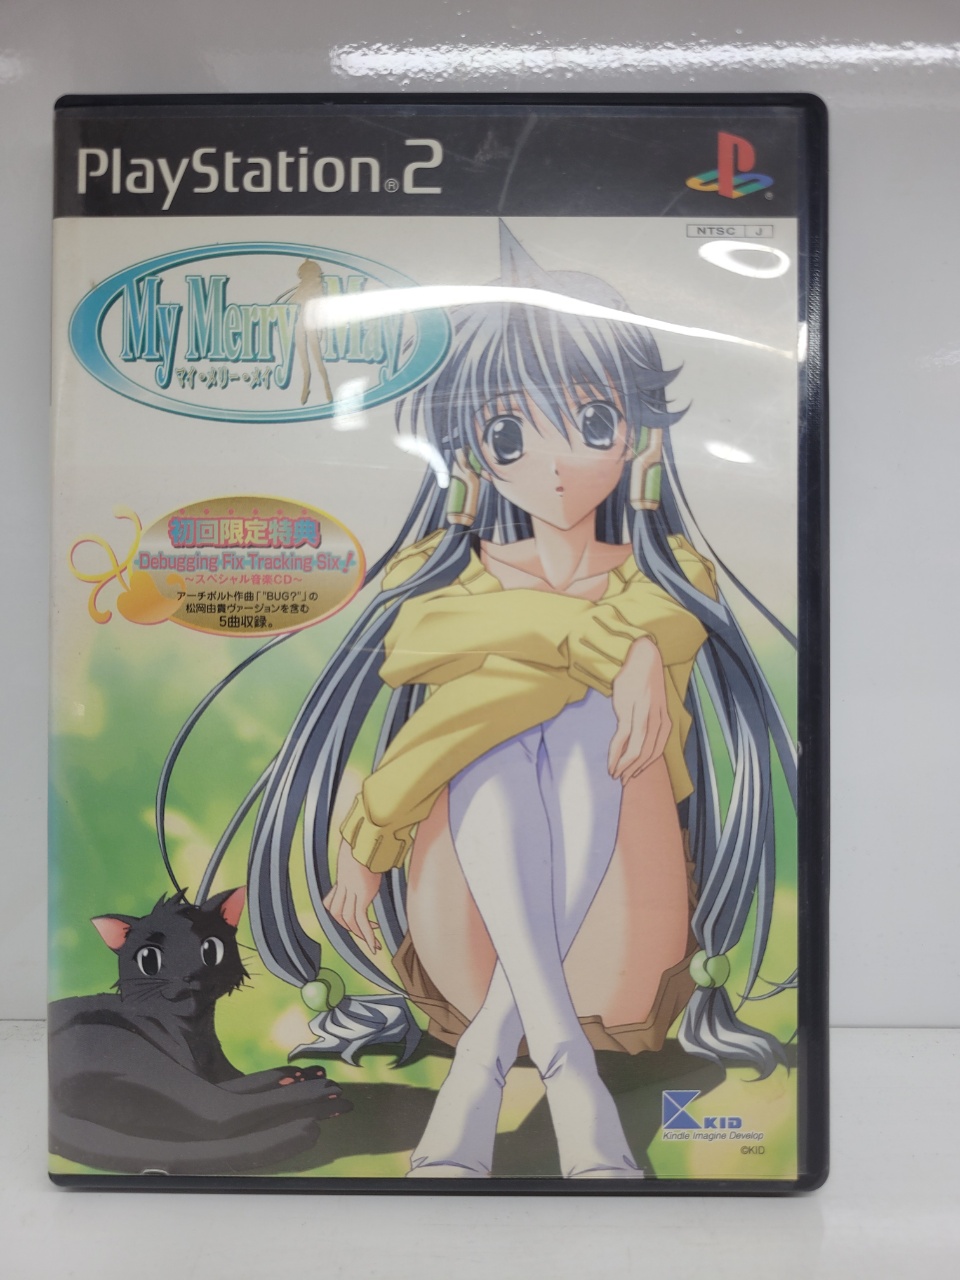 PlayStation®2
NTSC J
My Merry May
マイ・メリー・メイ
初回限定特典
Debugging Fix Tracking Six!
～スペシャル音楽CD～
アーチボルト作曲「"BUG?"」の
松岡由貴ヴァージョンを含む
5曲収録。
KID
Kindle Imagine Develop
©KID